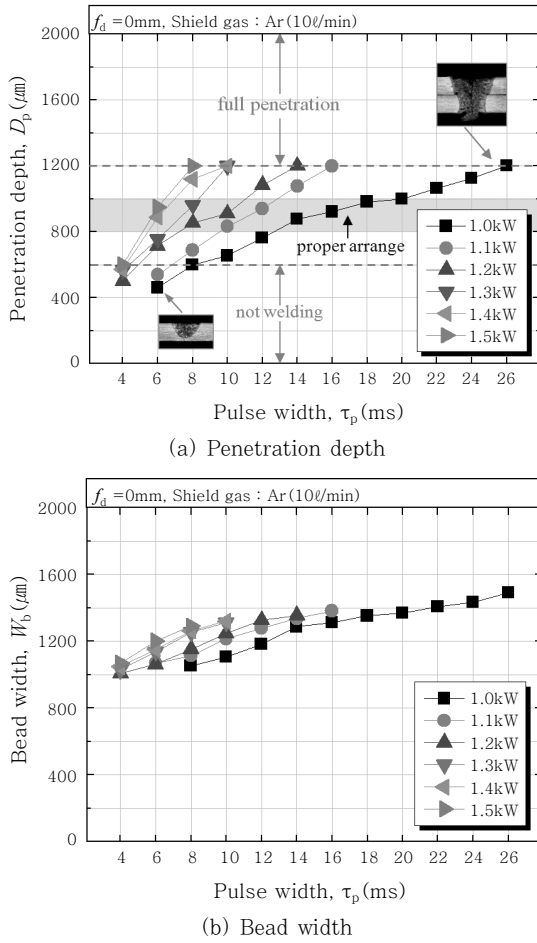 f_d =0mm, Shield gas : Ar(10ℓ/min)
2000
1600
1200
800
400
0
Penetration depth, D_p(μm)
full penetration
proper arrange
not welding
1.0kW
1.1kW
1.2kW
1.3kW
1.4kW
1.5kW
4 6 8 10 12 14 16 18 20 22 24 26
Pulse width, τ_p(ms)
(a) Penetration depth
f_d =0mm, Shield gas : Ar(10ℓ/min)
2000
1600
1200
800
400
0
Bead width, W_b(μm)
1.0kW
1.1kW
1.2kW
1.3kW
1.4kW
1.5kW
4 6 8 10 12 14 16 18 20 22 24 26
Pulse width, τ_p(ms)
(b) Bead width